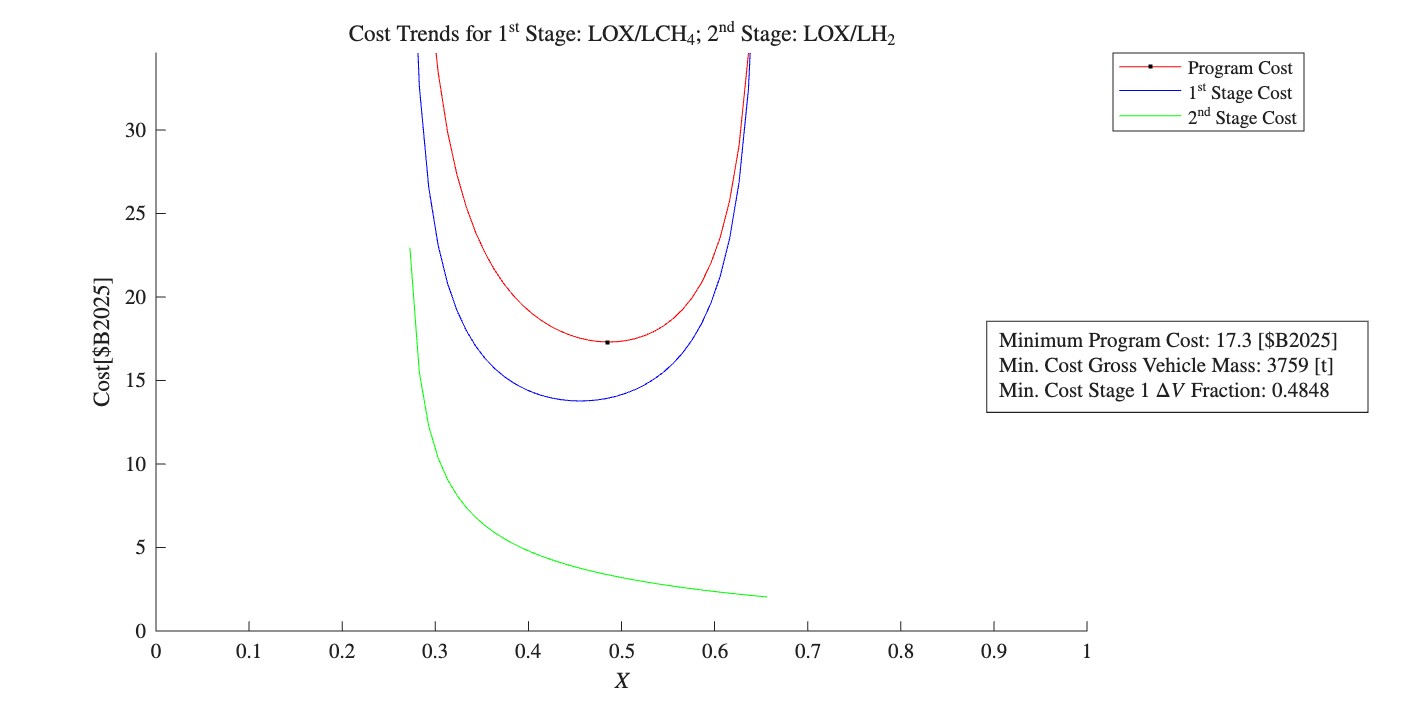 Cost Trends for 1st Stage: LOX/LCH4; 2nd Stage: LOX/LH2
Program Cost
1st Stage Cost
2nd Stage Cost
30
25
20
15
10
5
0
Cost[$B2025]
Minimum Program Cost: 17.3 [$B2025]
Min. Cost Gross Vehicle Mass: 3759 [t]
Min. Cost Stage 1 ΔV Fraction: 0.4848
0 0.1 0.2 0.3 0.4 0.5 0.6 0.7 0.8 0.9 1
X